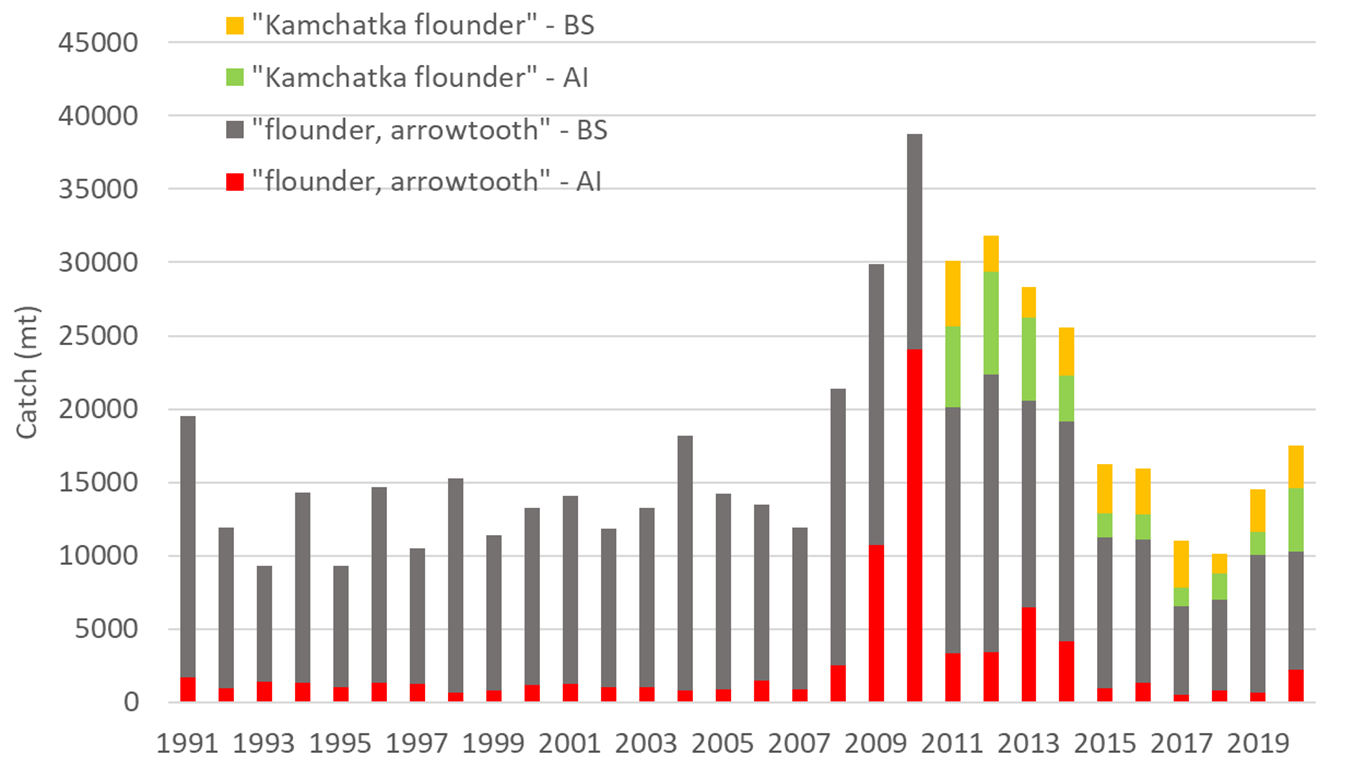 "Kamchatka flounder" - BS
45000
"Kamchatka flounder" - AI
40000
"flounder, arrowtooth" - BS
35000
"flounder, arrowtooth" - AI
30000
25000
20000
15000
10000
5000
0
Catch (mt)
1991 1993 1995 1997 1999 2001 2003 2005 2007 2009 2011 2013 2015 2017 2019